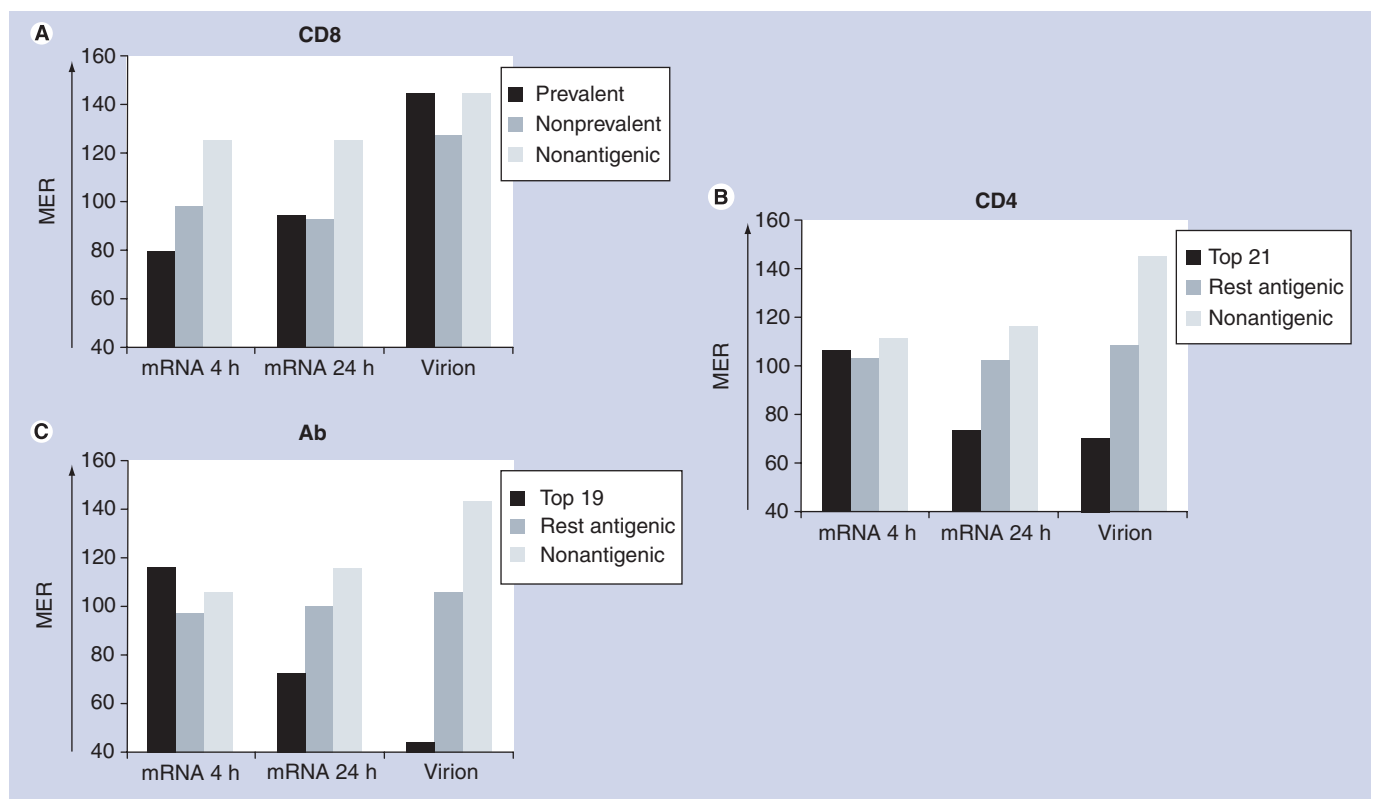 A
CD8
160
140
120
100
80
60
40
MER
mRNA 4 h
mRNA 24 h
Virion
Prevalent
Nonprevalent
Nonantigenic
B
CD4
160
140
120
100
80
60
40
MER
mRNA 4 h
mRNA 24 h
Virion
Top 21
Rest antigenic
Nonantigenic
C
Ab
160
140
120
100
80
60
40
MER
mRNA 4 h
mRNA 24 h
Virion
Top 19
Rest antigenic
Nonantigenic